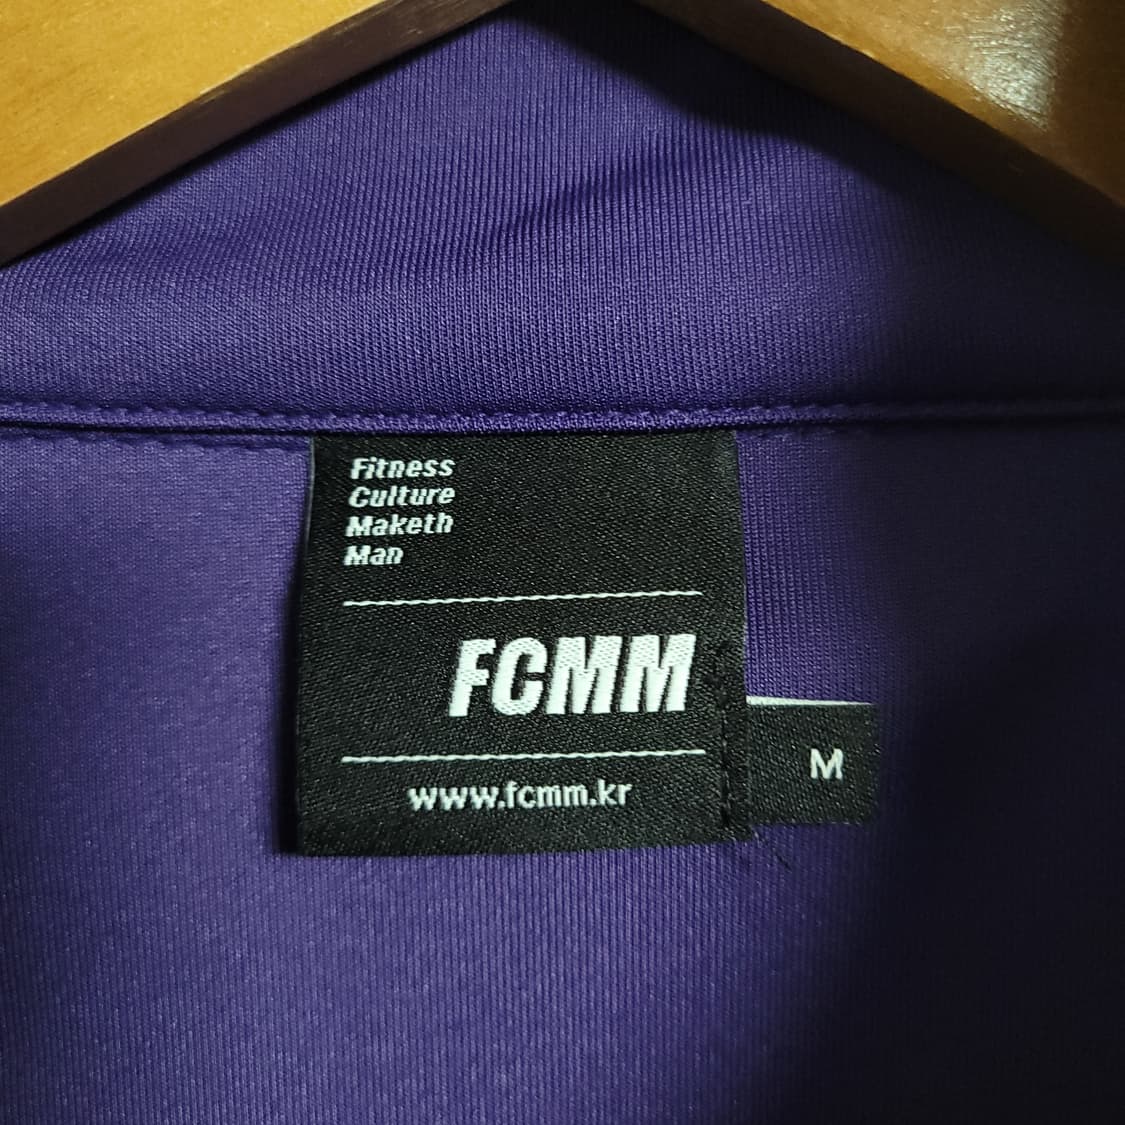 Fitness
Culture
Maketh
Man
FCMM
M
www.fcmm.kr